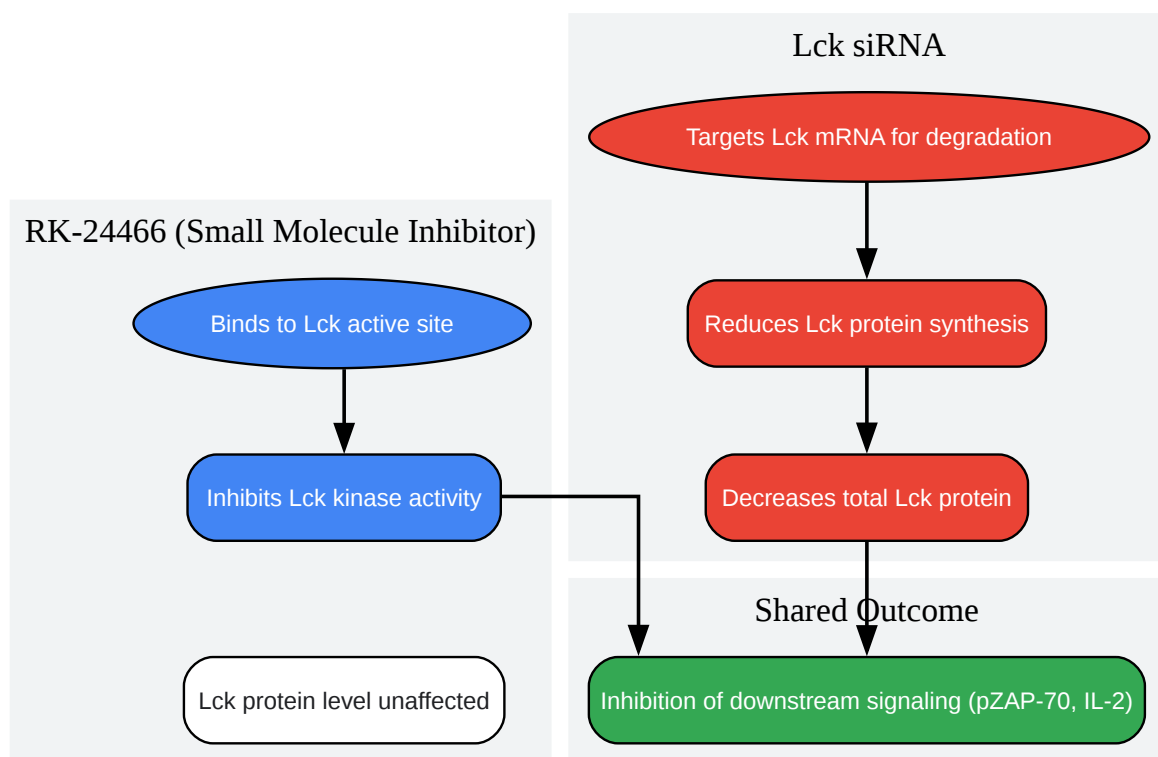 Lck siRNA
Targets Lck mRNA for degradation
Reduces Lck protein synthesis
Decreases total Lck protein
RK-24466 (Small Molecule Inhibitor)
Binds to Lck active site
Inhibits Lck kinase activity
Lck protein level unaffected
Shared Outcome
Inhibition of downstream signaling (pZAP-70, IL-2)